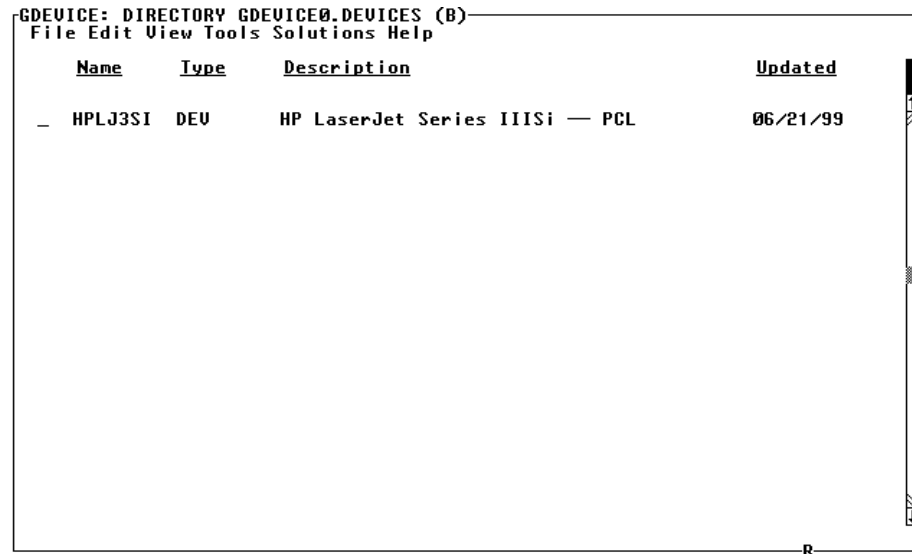 GDEVICE: DIRECTORY GDEVICE0.DEVICES (B)
File Edit View Tools Solutions Help
Name Type Description Updated
_ HPLJ3SI DEV HP LaserJet Series IIISi — PCL 06/21/99
R